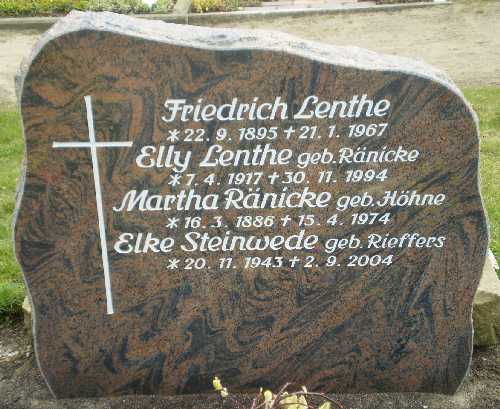 Friedrich Lenthe
* 22. 9. 1895 + 21. 1. 1967
Elly Lenthe geb. Ränicke
* 7. 4. 1917 + 30. 11. 1994
Martha Ränicke geb. Höhne
* 16. 3. 1886 + 15. 4. 1974
Elke Steinwede geb. Rieffers
* 20. 11. 1943 + 2. 9. 2004